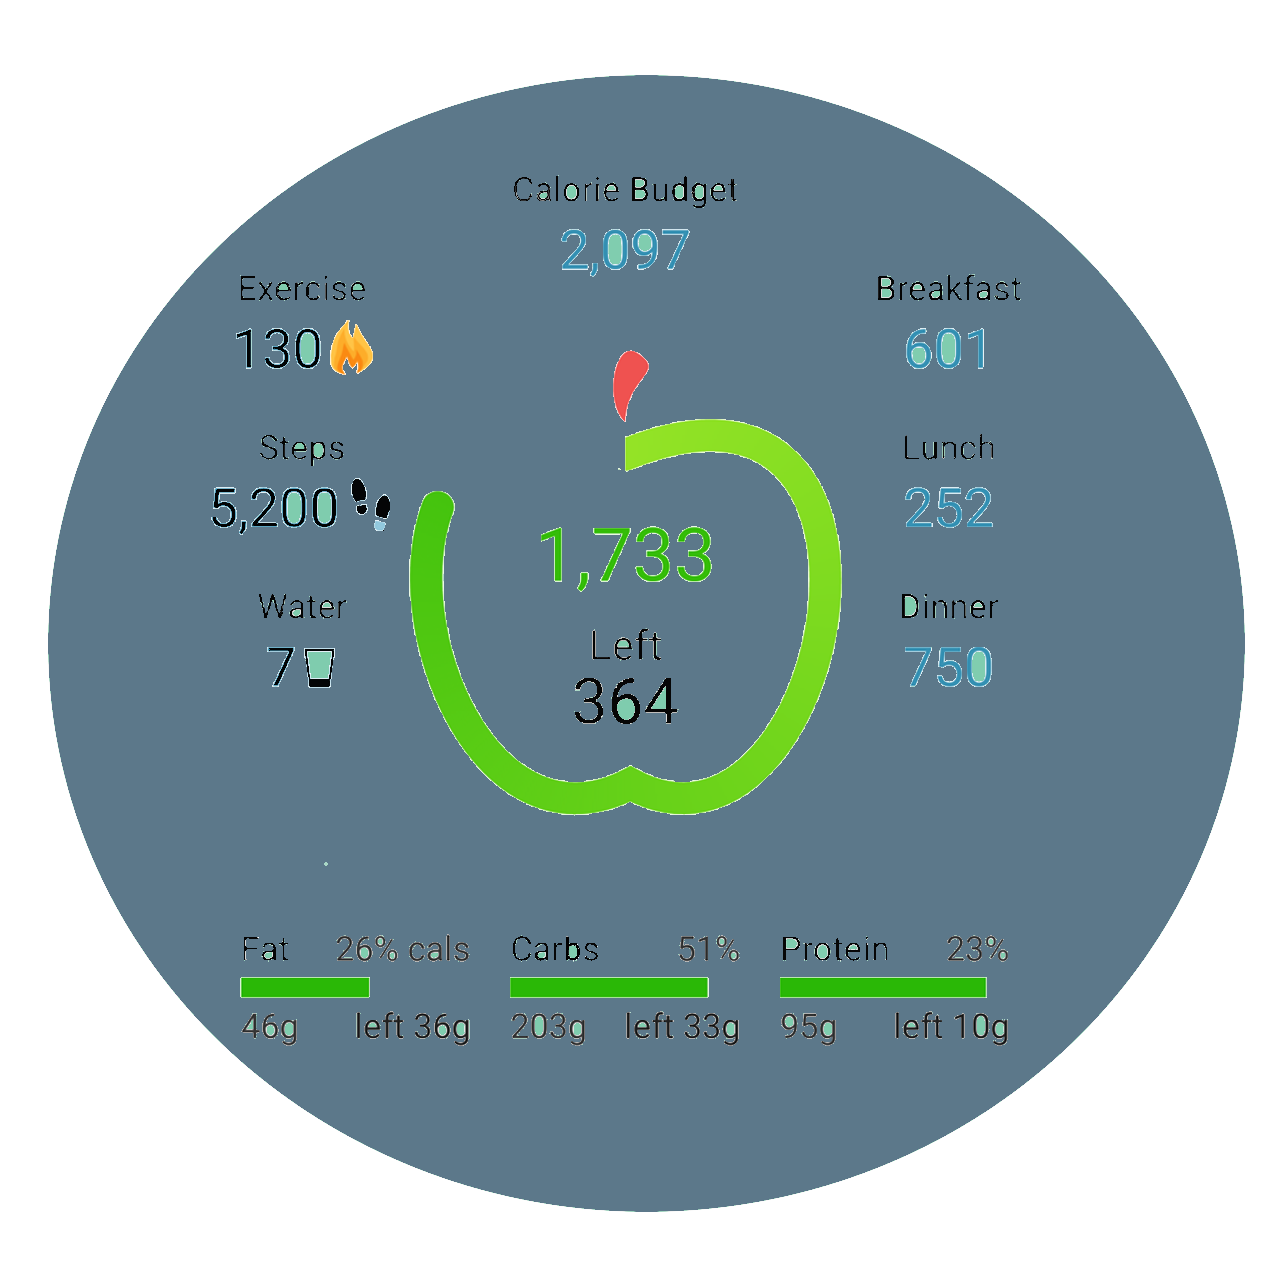 Calorie Budget
2,097
Exercise
130
Breakfast
601
Steps
5,200
Lunch
252
1,733
Water
7
Left
364
Dinner
750
Fat 26% cals
46g left 36g
Carbs 51%
203g left 33g
Protein 23%
95g left 10g